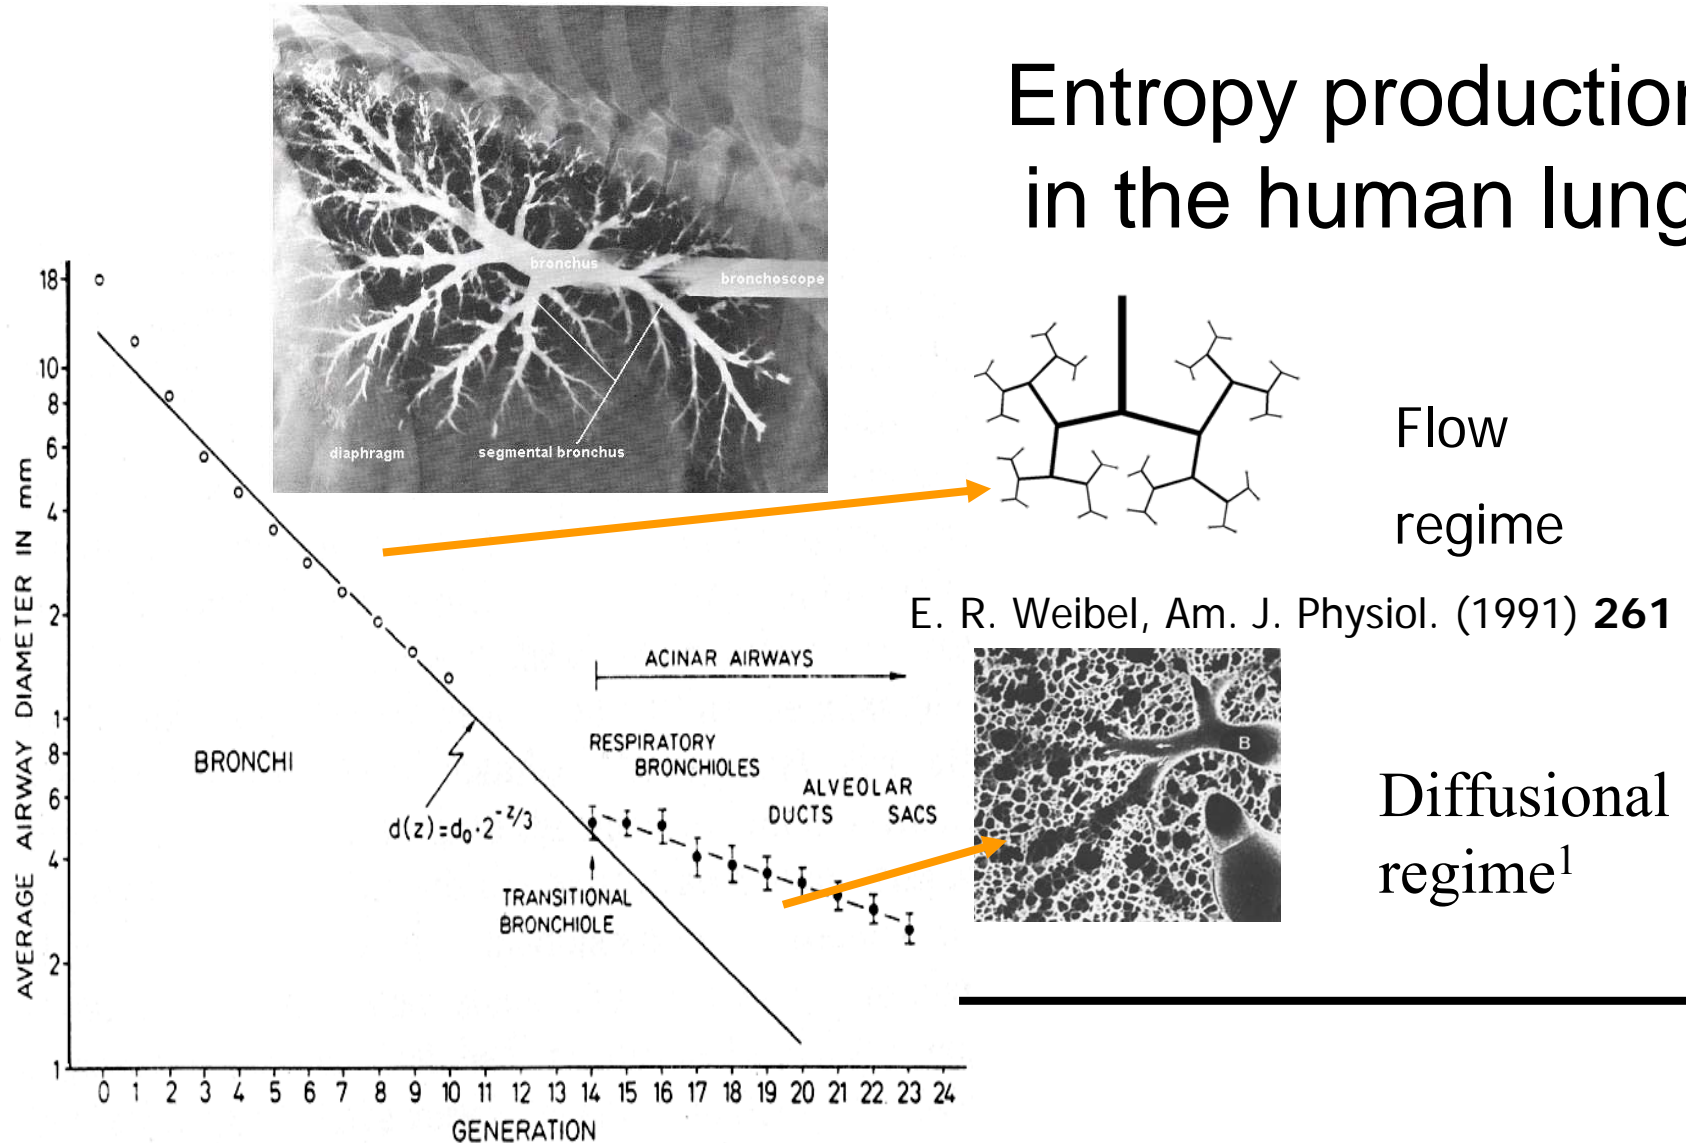 Entropy production
in the human lung
bronchus
bronchoscope
diaphragm
segmental bronchus
Flow
regime
E. R. Weibel, Am. J. Physiol. (1991) 261
B
Diffusional
regime¹
AVERAGE AIRWAY DIAMETER IN mm
18
10
8
6
4
2
1
8
6
4
2
1
BRONCHI
d(z)=d₀·2^(-z/3)
ACINAR AIRWAYS
RESPIRATORY
BRONCHIOLES
ALVEOLAR
DUCTS SACS
TRANSITIONAL
BRONCHIOLE
0 1 2 3 4 5 6 7 8 9 10 11 12 13 14 15 16 17 18 19 20 21 22 23 24
GENERATION